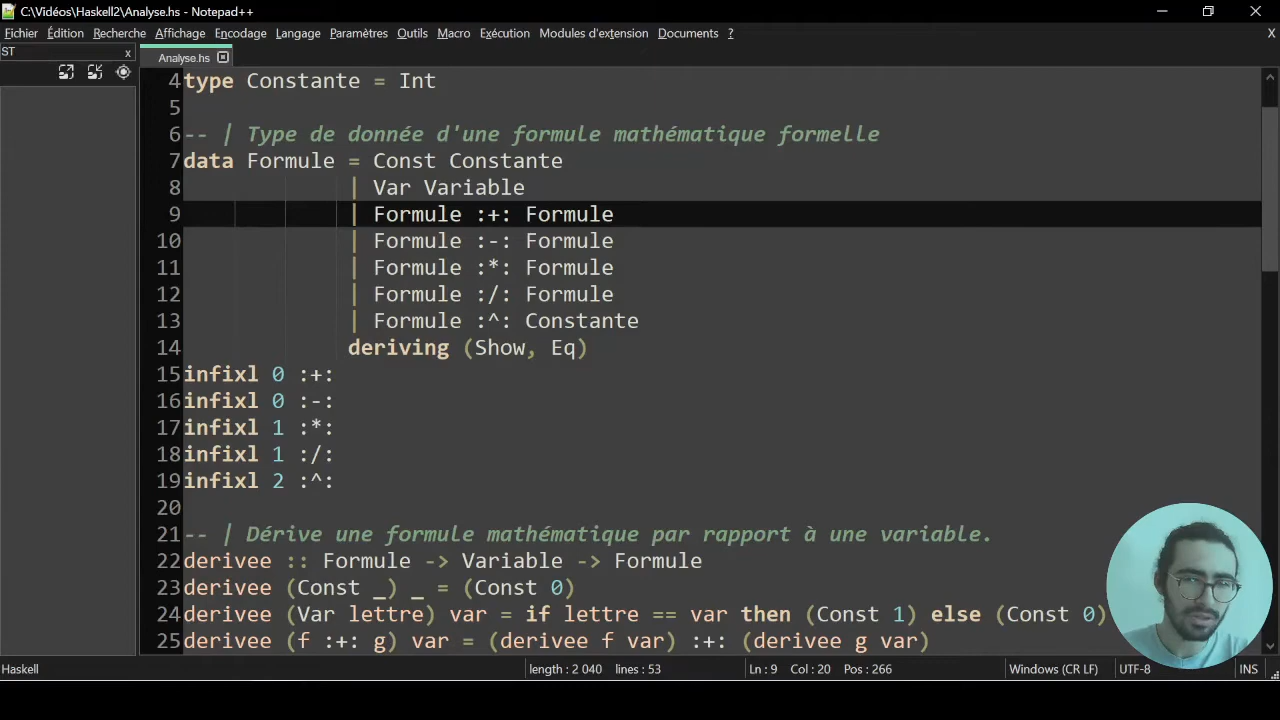 C:\Vidéos\Haskell2\Analyse.hs - Notepad++
Fichier Édition Recherche Affichage Encodage Langage Paramètres Outils Macro Exécution Modules d'extension Documents ? X
ST x
Analyse.hs
4 type Constante = Int
5
6 -- | Type de donnée d'une formule mathématique formelle
7 data Formule = Const Constante
8 | Var Variable
9 | Formule :+: Formule
10 | Formule :-: Formule
11 | Formule :*: Formule
12 | Formule :/: Formule
13 | Formule :^: Constante
14 deriving (Show, Eq)
15 infixl 0 :+:
16 infixl 0 :-:
17 infixl 1 :*:
18 infixl 1 :/:
19 infixl 2 :^:
20
21 -- | Dérive une formule mathématique par rapport à une variable.
22 derivee :: Formule -> Variable -> Formule
23 derivee (Const _) _ = (Const 0)
24 derivee (Var lettre) var = if lettre == var then (Const 1) else (Const 0)
25 derivee (f :+: g) var = (derivee f var) :+: (derivee g var)
Haskell length : 2 040 lines : 53 Ln : 9 Col : 20 Pos : 266 Windows (CR LF) UTF-8 INS